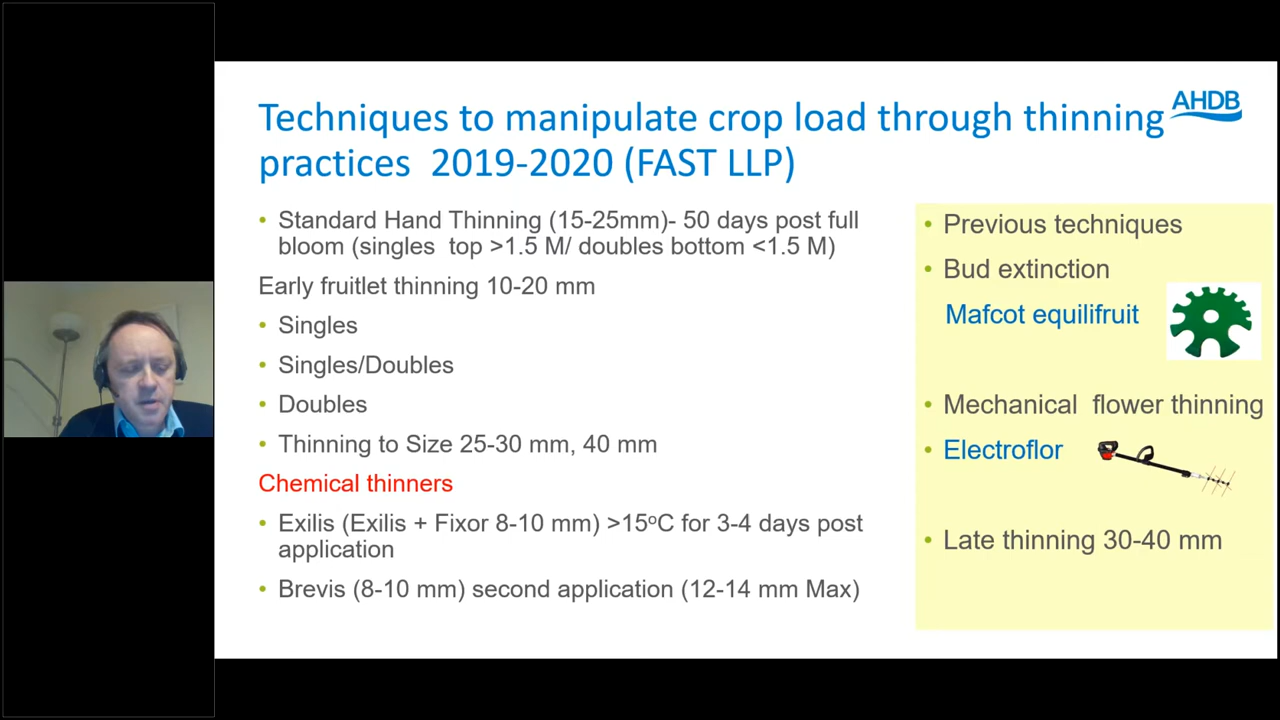 Techniques to manipulate crop load through thinning
practices 2019-2020 (FAST LLP)
AHDB
• Standard Hand Thinning (15-25mm)- 50 days post full
bloom (singles top >1.5 M/ doubles bottom <1.5 M)
Early fruitlet thinning 10-20 mm
• Singles
• Singles/Doubles
• Doubles
• Thinning to Size 25-30 mm, 40 mm
Chemical thinners
• Exilis (Exilis + Fixor 8-10 mm) >15ºC for 3-4 days post
application
• Brevis (8-10 mm) second application (12-14 mm Max)
• Previous techniques
• Bud extinction
Mafcot equilifruit
• Mechanical flower thinning
• Electroflor
• Late thinning 30-40 mm